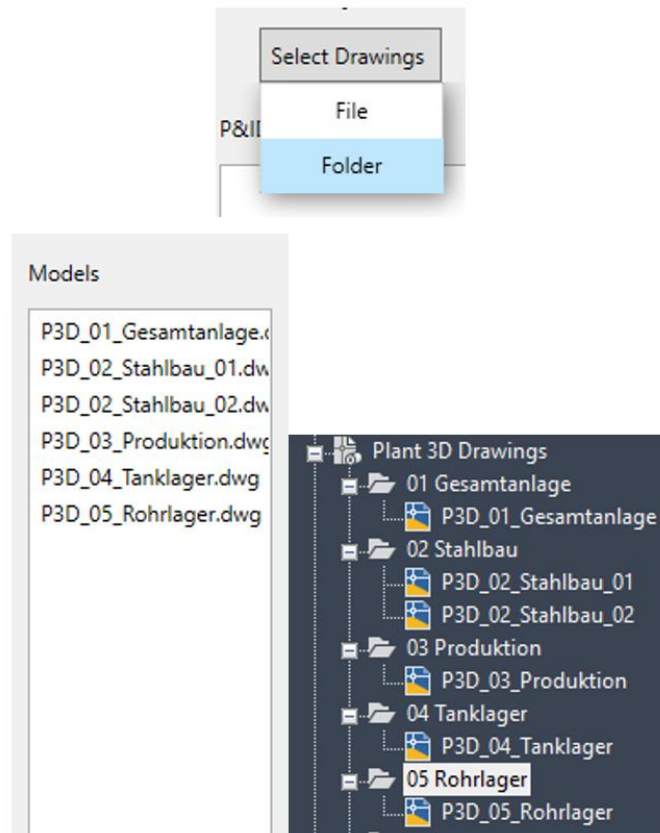 Select Drawings
File
P&I
Folder
Models
P3D_01_Gesamtanlage.
P3D_02_Stahlbau_01.dw
P3D_02_Stahlbau_02.dw
P3D_03_Produktion.dwg
P3D_04_Tanklager.dwg
P3D_05_Rohrlager.dwg
Plant 3D Drawings
01 Gesamtanlage
P3D_01_Gesamtanlage
02 Stahlbau
P3D_02_Stahlbau_01
P3D_02_Stahlbau_02
03 Produktion
P3D_03_Produktion
04 Tanklager
P3D_04_Tanklager
05 Rohrlager
P3D_05_Rohrlager